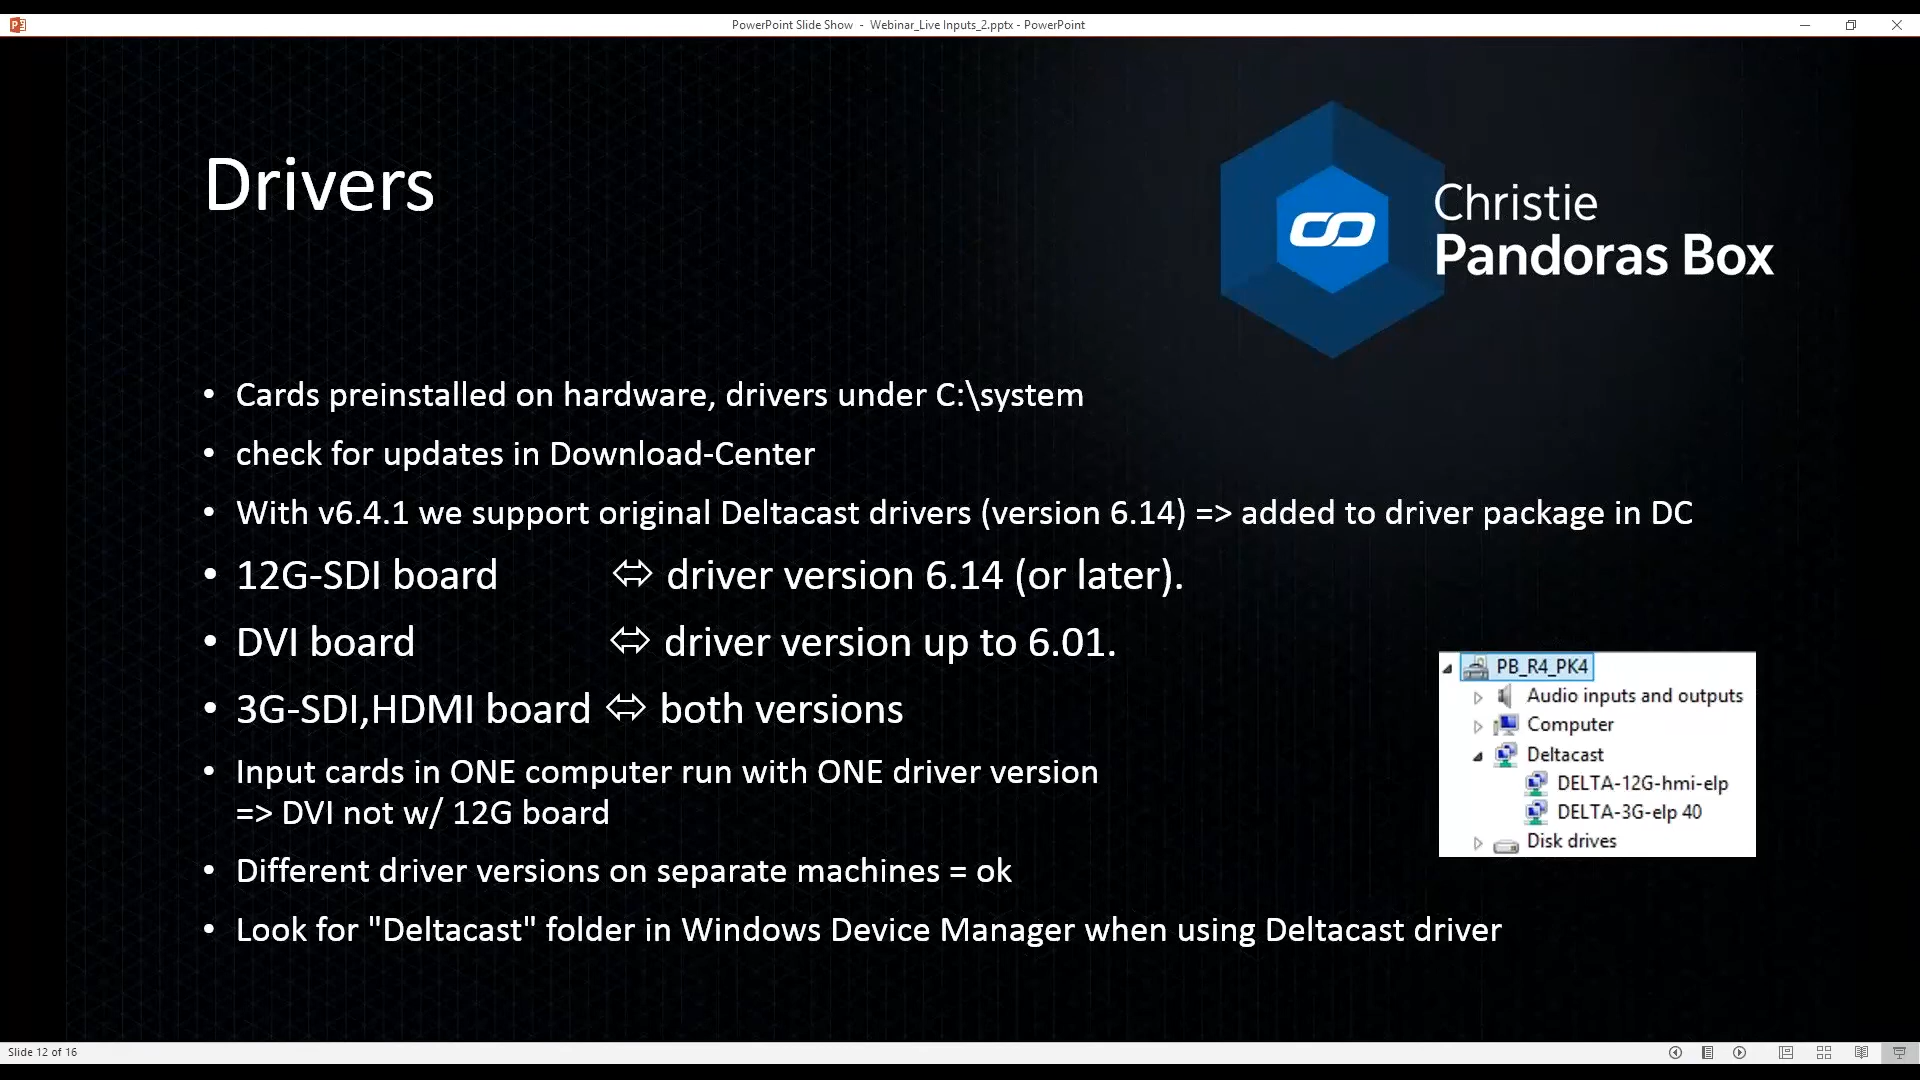 PowerPoint Slide Show - Webinar_Live Inputs_2.pptx - PowerPoint
Drivers
Christie
Pandoras Box
• Cards preinstalled on hardware, drivers under C:\system
• check for updates in Download-Center
• With v6.4.1 we support original Deltacast drivers (version 6.14) => added to driver package in DC
• 12G-SDI board ⬄ driver version 6.14 (or later).
• DVI board ⬄ driver version up to 6.01.
• 3G-SDI,HDMI board ⬄ both versions
• Input cards in ONE computer run with ONE driver version
=> DVI not w/ 12G board
• Different driver versions on separate machines = ok
• Look for "Deltacast" folder in Windows Device Manager when using Deltacast driver
PB_R4_PK4
Audio inputs and outputs
Computer
Deltacast
DELTA-12G-hmi-elp
DELTA-3G-elp 40
Disk drives
Slide 12 of 16